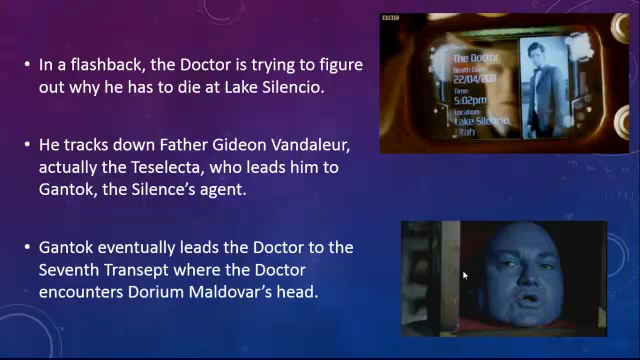 In a flashback, the Doctor is trying to figure
out why he has to die at Lake Silencio.
He tracks down Father Gideon Vandaleur,
actually the Teselecta, who leads him to
Gantok, the Silence's agent.
Gantok eventually leads the Doctor to the
Seventh Transept where the Doctor
encounters Dorium Maldovar's head.
BBC
The Doctor
Death Date:
22/04/2011
Time:
5:02pm
Location:
Lake Silencio,
Utah